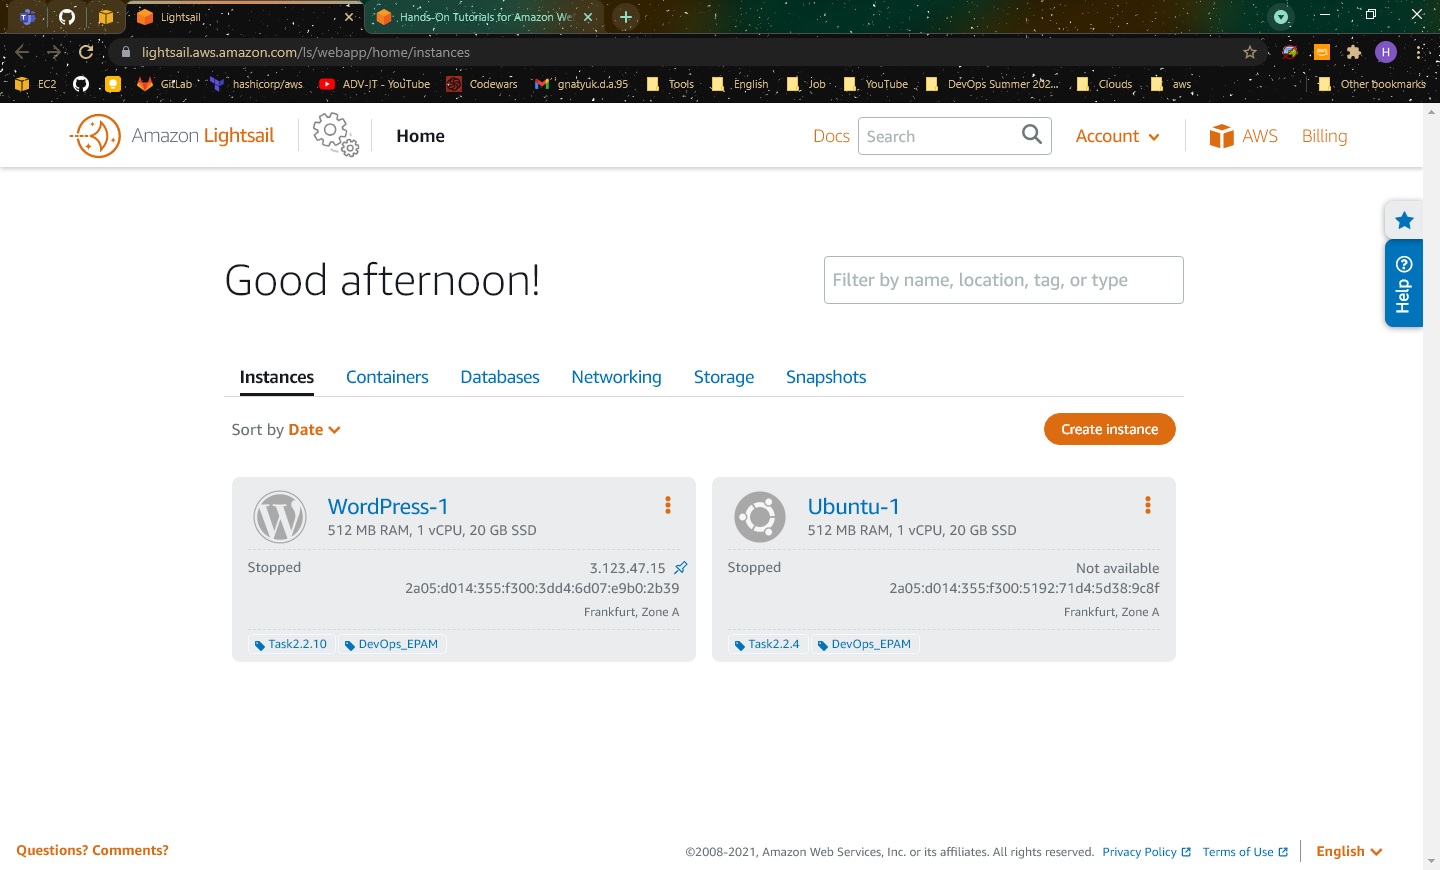 Lightsail
Hands-On Tutorials for Amazon We
lightsail.aws.amazon.com/ls/webapp/home/instances
H
EC2 GitLab hashicorp/aws ADV-IT - YouTube Codewars gnatyuk.d.a.95 Tools English Job YouTube DevOps Summer 202... Clouds aws Other bookmarks
Amazon Lightsail Home Docs Search Account AWS Billing
Good afternoon!
Filter by name, location, tag, or type
Help
Instances Containers Databases Networking Storage Snapshots
Sort by Date
Create instance
WordPress-1
512 MB RAM, 1 vCPU, 20 GB SSD
Stopped 3.123.47.15
2a05:d014:355:f300:3dd4:6d07:e9b0:2b39
Frankfurt, Zone A
Task2.2.10 DevOps_EPAM
Ubuntu-1
512 MB RAM, 1 vCPU, 20 GB SSD
Stopped Not available
2a05:d014:355:f300:5192:71d4:5d38:9c8f
Frankfurt, Zone A
Task2.2.4 DevOps_EPAM
Questions? Comments?
©2008-2021, Amazon Web Services, Inc. or its affiliates. All rights reserved. Privacy Policy Terms of Use English